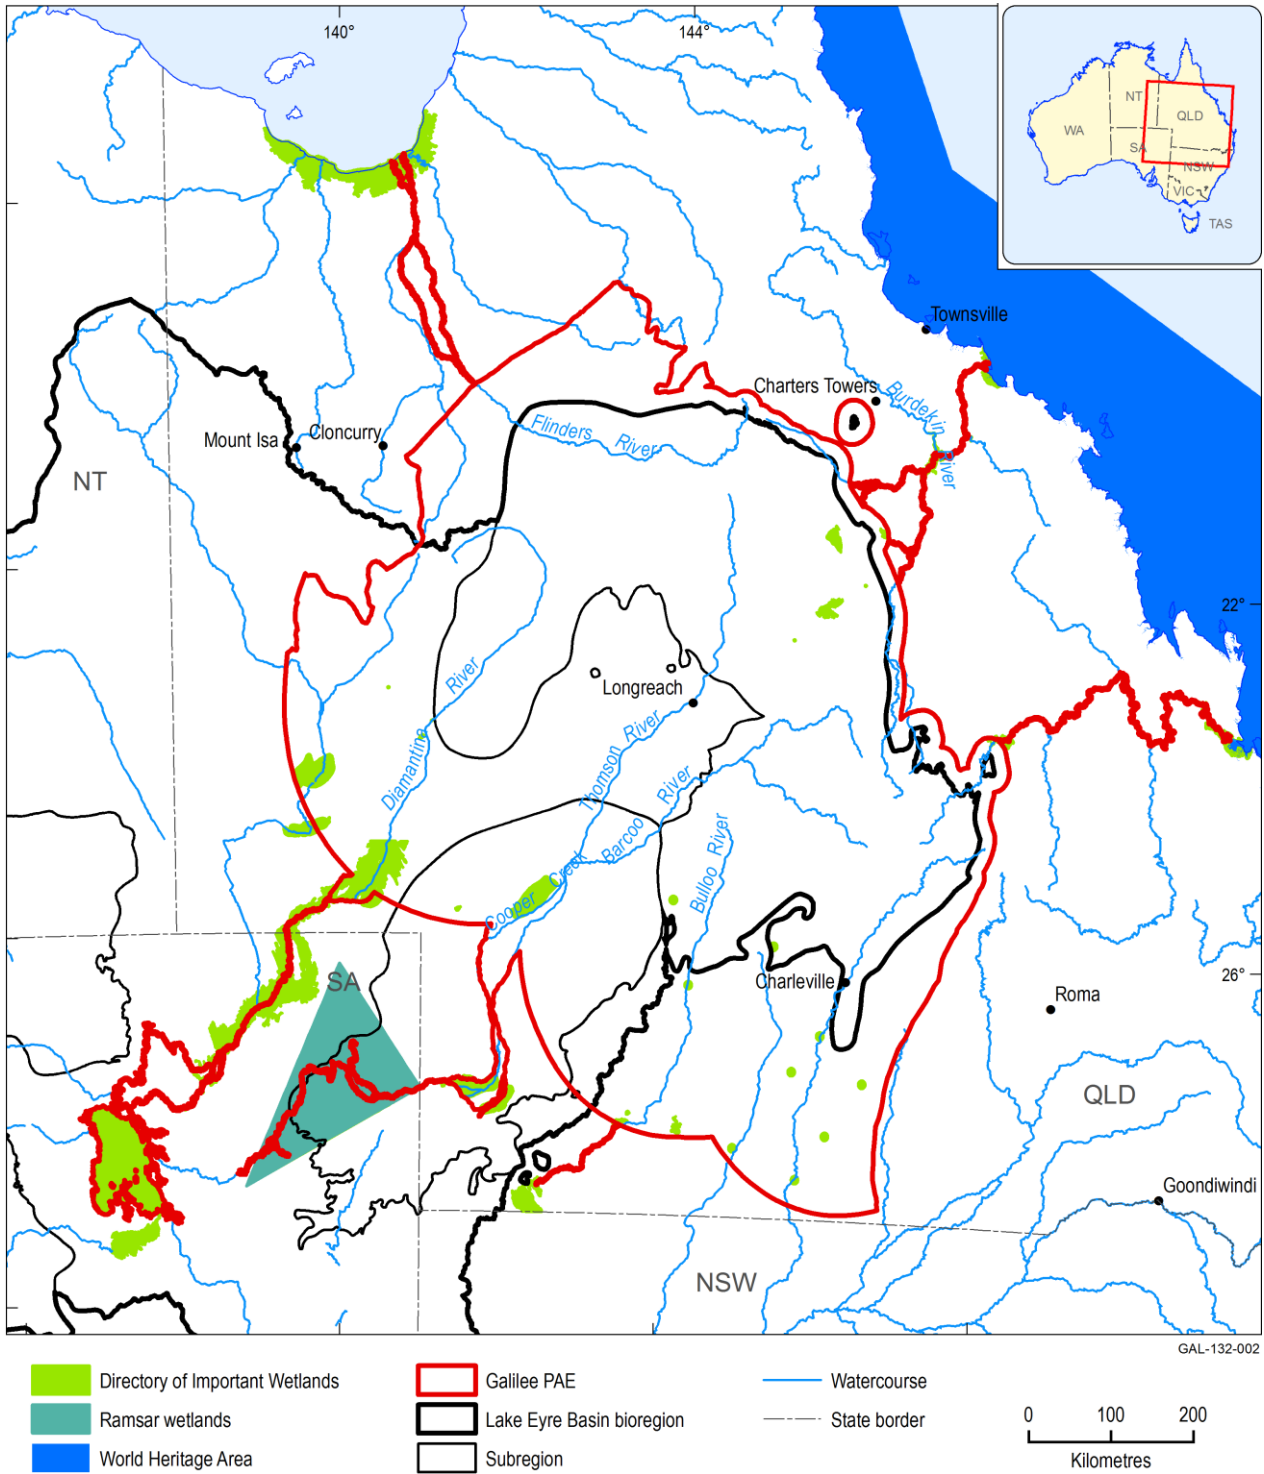 140°
144°
NT
QLD
WA
SA
NSW
VIC
TAS
Townsville
Charters Towers
Burdekin
River
Flinders River
Mount Isa
Cloncurry
NT
22°
River
Diamantina
Longreach
Thomson River
Barcoo River
Cooper Creek
Bulloo River
SA
Charleville
26°
Roma
QLD
Goondiwindi
NSW
GAL-132-002
Directory of Important Wetlands
Ramsar wetlands
World Heritage Area
Galilee PAE
Lake Eyre Basin bioregion
Subregion
Watercourse
State border
0 100 200
Kilometres